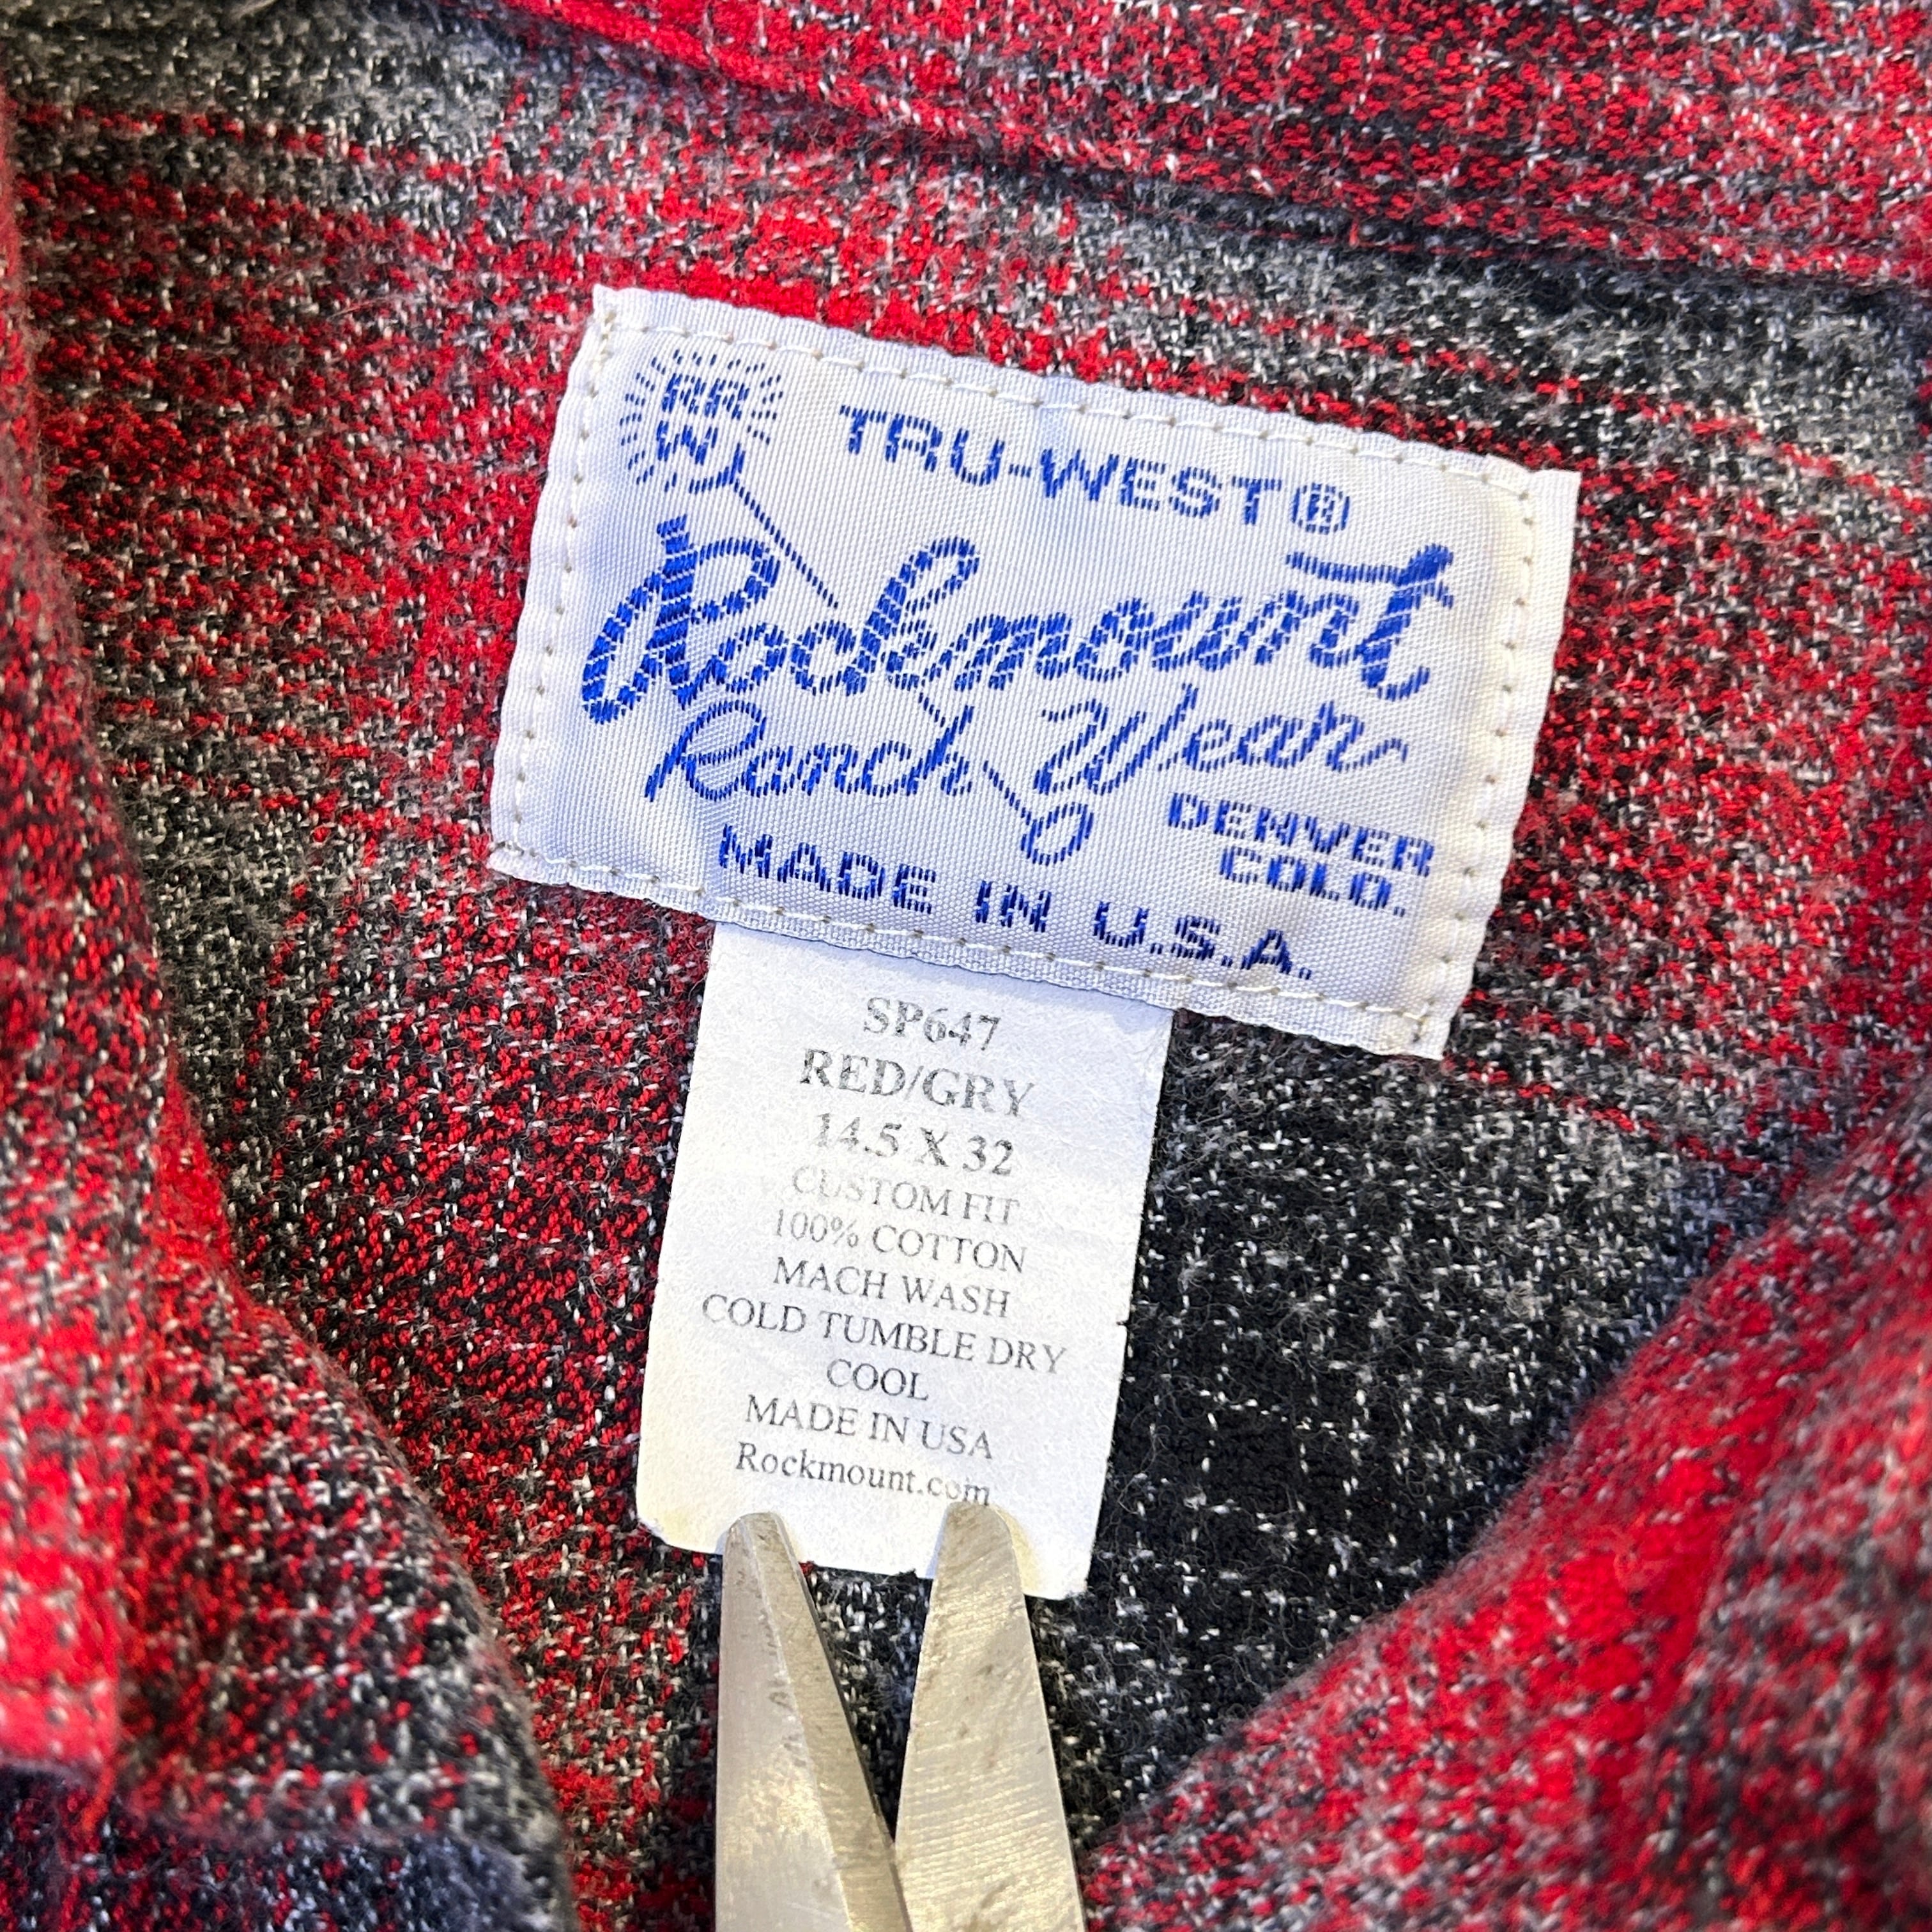 RR
W
TRU-WEST®
Rockmount
Ranch Wear
DENVER
COLO.
MADE IN U.S.A.
SP647
RED/GRY
14.5 X 32
CUSTOM FIT
100% COTTON
MACH WASH
COLD TUMBLE DRY
COOL
MADE IN USA
Rockmount.com